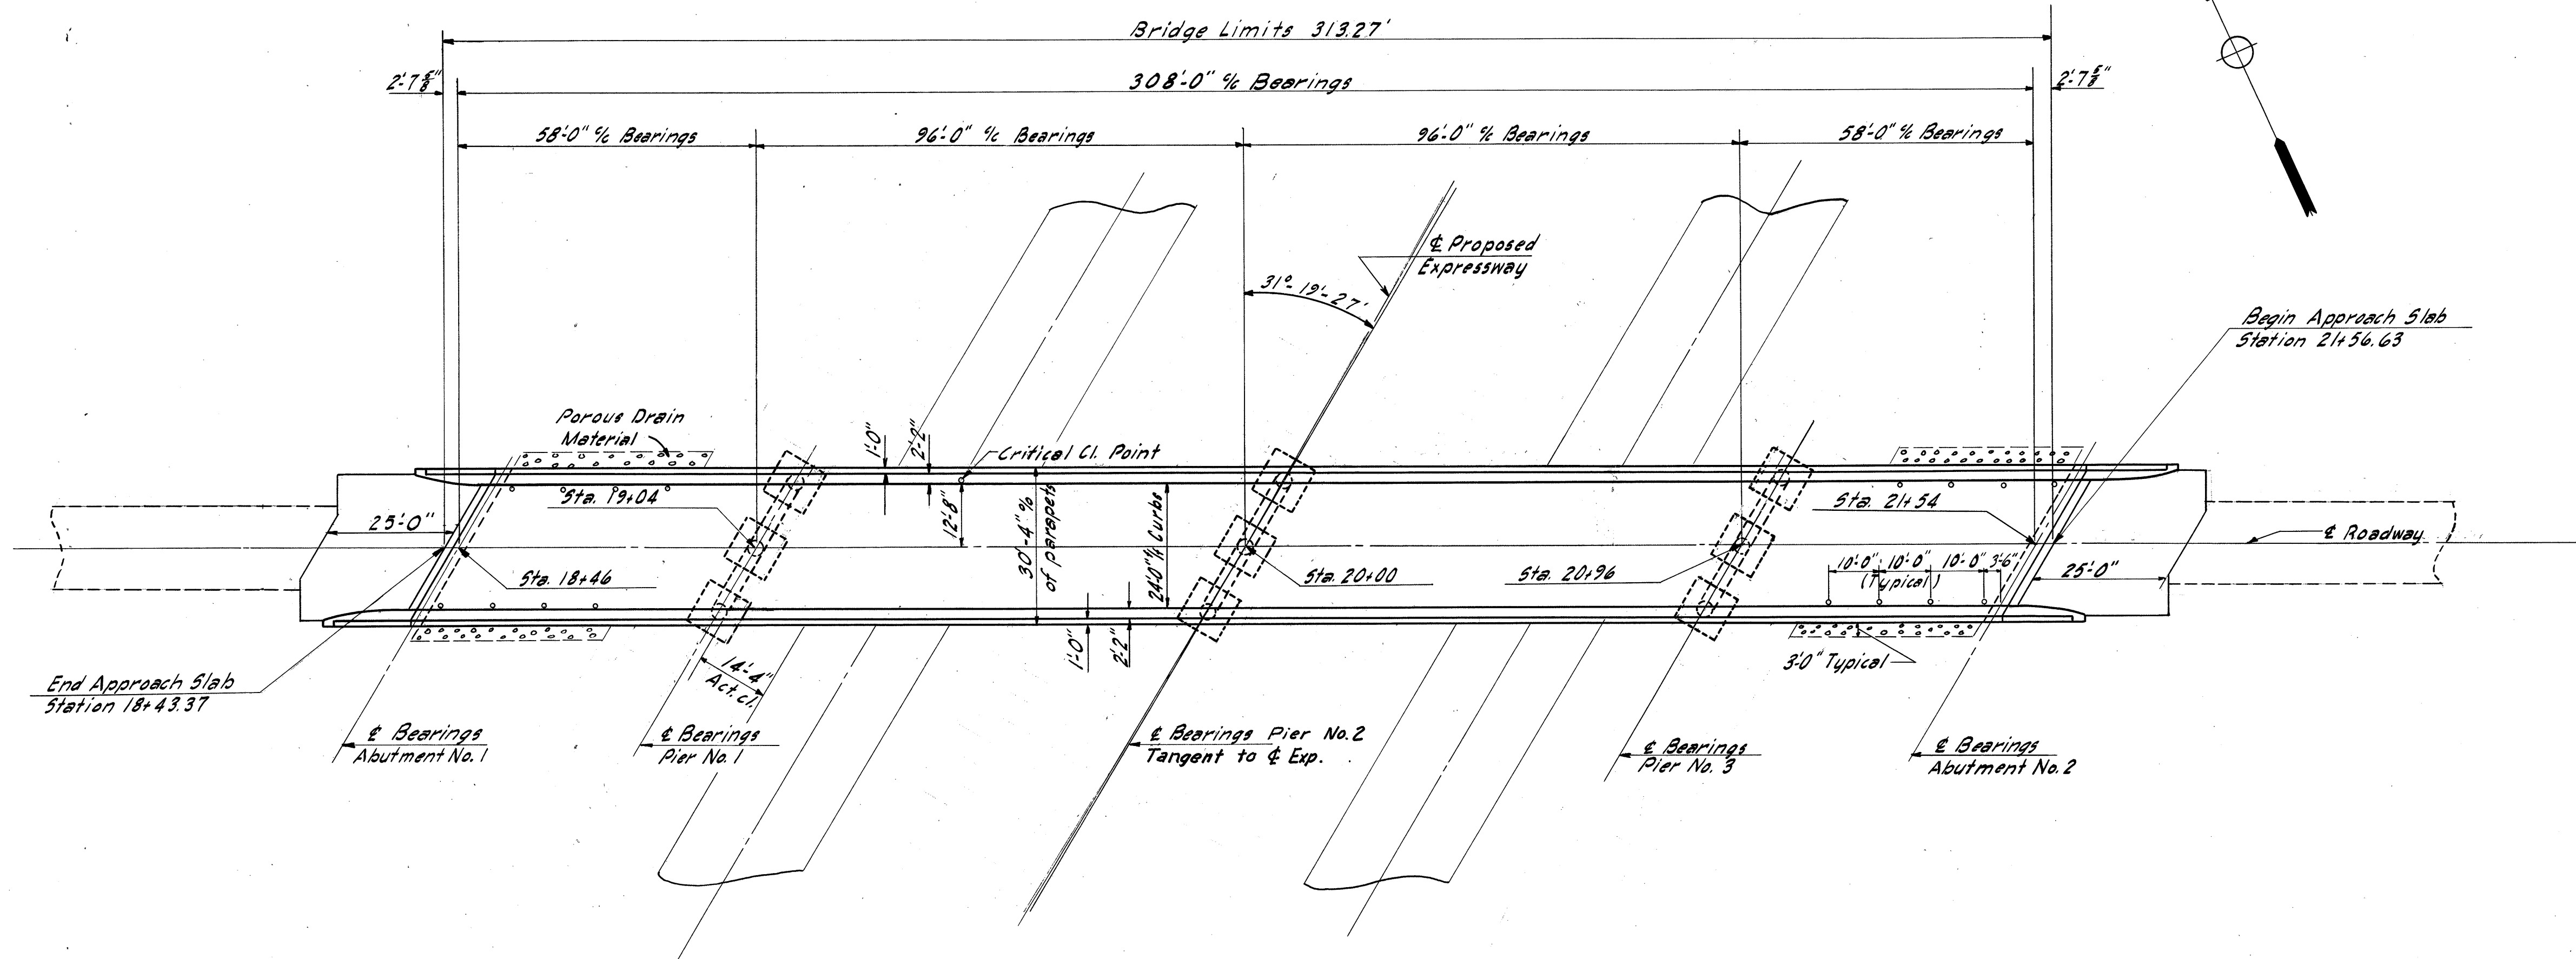 Bridge Limits 313.27'
2'-7 5/8"
308'-0" c/c Bearings
2'-7 5/8"
58'-0" c/c Bearings
96'-0" c/c Bearings
96'-0" c/c Bearings
58'-0" c/c Bearings
℄ Proposed
Expressway
31°-19'-27'
Begin Approach Slab
Station 21+56.63
Porous Drain
Material
1'-0"
2'-2"
Critical Cl. Point
Sta. 19+04
Sta. 21+54
25'-0"
12'-8"
30'-4" %
of parapets
24'-0" Curbs
℄ Roadway
Sta. 18+46
Sta. 20+00
Sta. 20+96
10'-0" 10'-0" 10'-0" 3'-6"
(Typical)
25'-0"
1'-0"
2'-2"
14'-4"
Act. cl.
3'-0" Typical
End Approach Slab
Station 18+43.37
℄ Bearings
Abutment No. 1
℄ Bearings
Pier No. 1
℄ Bearings Pier No. 2
Tangent to ℄ Exp.
℄ Bearings
Pier No. 3
℄ Bearings
Abutment No. 2